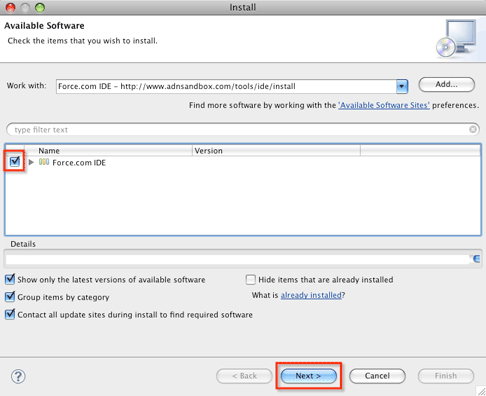 Install
Available Software
Check the items that you wish to install.
Work with: Force.com IDE - http://www.adnsandbox.com/tools/ide/install Add...
Find more software by working with the 'Available Software Sites' preferences.
type filter text
Name Version
Force.com IDE
Details
Show only the latest versions of available software Hide items that are already installed
Group items by category What is already installed?
Contact all update sites during install to find required software
? < Back Next > Cancel Finish